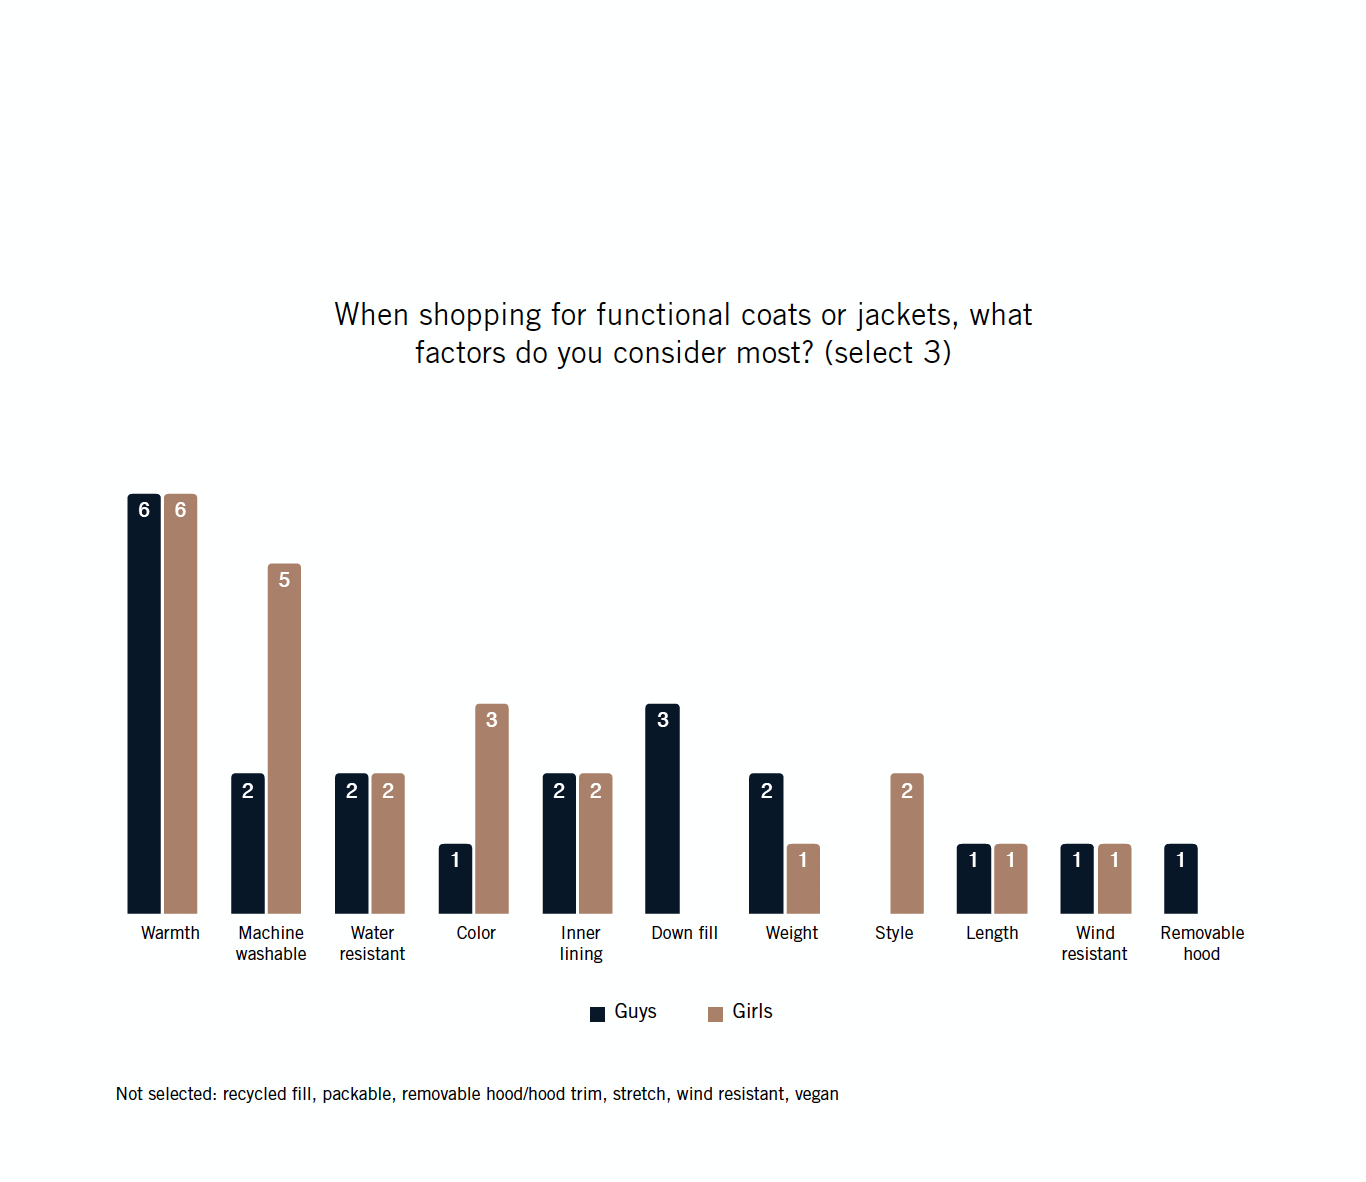 When shopping for functional coats or jackets, what
factors do you consider most? (select 3)
6 6
5
2
2 2
1
3
2 2
3
2
1
2
1 1
1 1
1
Warmth
Machine
washable
Water
resistant
Color
Inner
lining
Down fill
Weight
Style
Length
Wind
resistant
Removable
hood
Guys
Girls
Not selected: recycled fill, packable, removable hood/hood trim, stretch, wind resistant, vegan